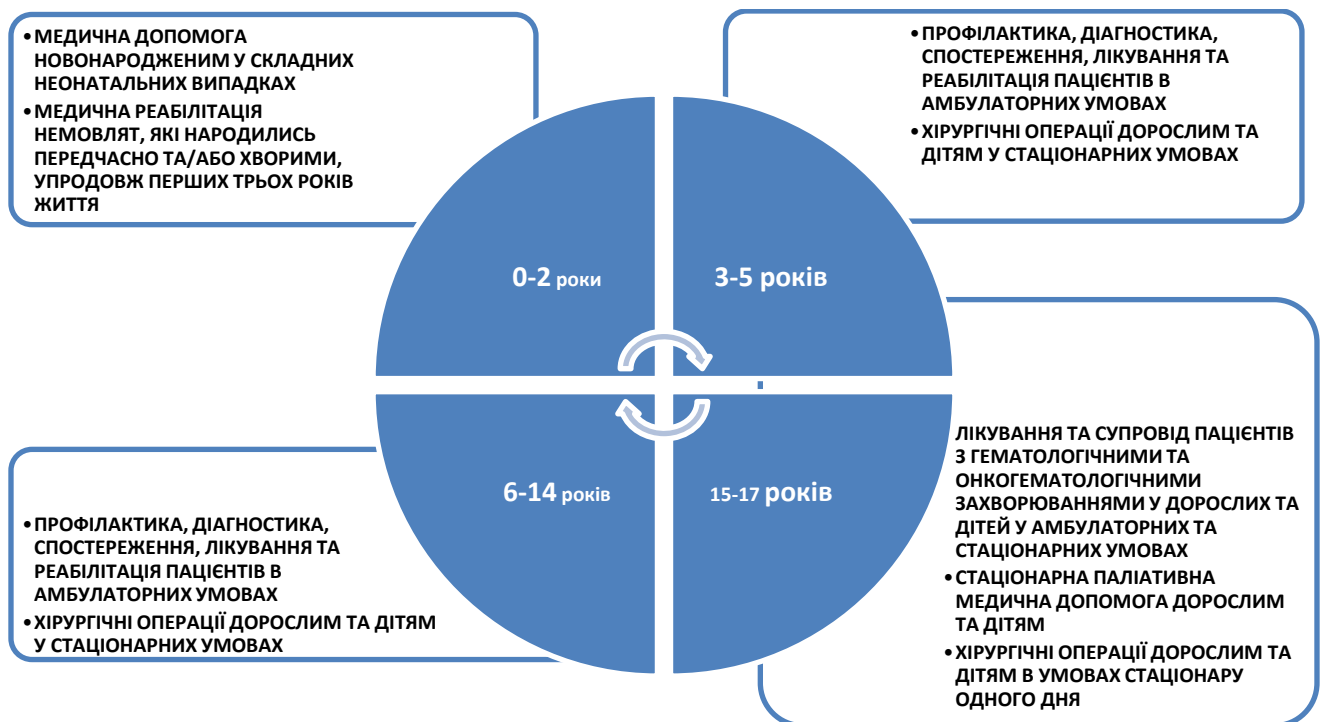 •МЕДИЧНА ДОПОМОГА
НОВОНАРОДЖЕНИМ У СКЛАДНИХ
НЕОНАТАЛЬНИХ ВИПАДКАХ
•МЕДИЧНА РЕАБІЛІТАЦІЯ
НЕМОВЛЯТ, ЯКІ НАРОДИЛИСЬ
ПЕРЕДЧАСНО ТА/АБО ХВОРИМИ,
УПРОДОВЖ ПЕРШИХ ТРЬОХ РОКІВ
ЖИТТЯ
•ПРОФІЛАКТИКА, ДІАГНОСТИКА,
СПОСТЕРЕЖЕННЯ, ЛІКУВАННЯ ТА
РЕАБІЛІТАЦІЯ ПАЦІЄНТІВ В
АМБУЛАТОРНИХ УМОВАХ
•ХІРУРГІЧНІ ОПЕРАЦІЇ ДОРОСЛИМ ТА
ДІТЯМ У СТАЦІОНАРНИХ УМОВАХ
0-2 роки
3-5 років
6-14 років
15-17 років
•ПРОФІЛАКТИКА, ДІАГНОСТИКА,
СПОСТЕРЕЖЕННЯ, ЛІКУВАННЯ ТА
РЕАБІЛІТАЦІЯ ПАЦІЄНТІВ В
АМБУЛАТОРНИХ УМОВАХ
•ХІРУРГІЧНІ ОПЕРАЦІЇ ДОРОСЛИМ ТА ДІТЯМ
У СТАЦІОНАРНИХ УМОВАХ
ЛІКУВАННЯ ТА СУПРОВІД ПАЦІЄНТІВ
З ГЕМАТОЛОГІЧНИМИ ТА
ОНКОГЕМАТОЛОГІЧНИМИ
ЗАХВОРЮВАННЯМИ У ДОРОСЛИХ ТА
ДІТЕЙ У АМБУЛАТОРНИХ ТА
СТАЦІОНАРНИХ УМОВАХ
•СТАЦІОНАРНА ПАЛІАТИВНА
МЕДИЧНА ДОПОМОГА ДОРОСЛИМ
ТА ДІТЯМ
•ХІРУРГІЧНІ ОПЕРАЦІЇ ДОРОСЛИМ ТА
ДІТЯМ В УМОВАХ СТАЦІОНАРУ
ОДНОГО ДНЯ